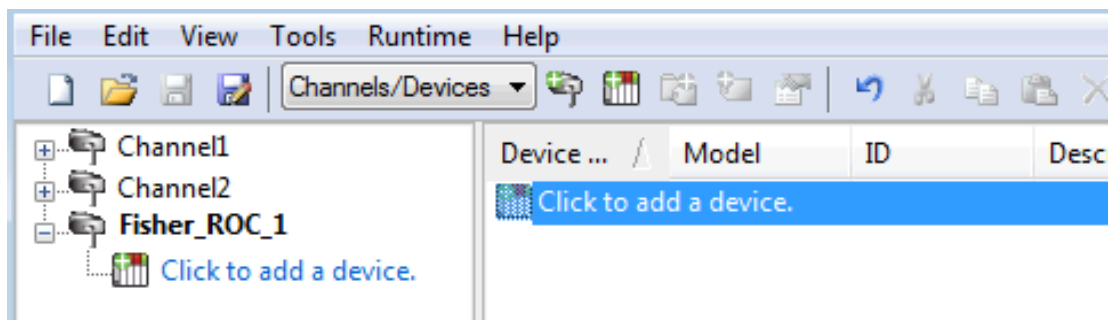 File Edit View Tools Runtime Help
Channels/Devices
Channel1
Channel2
Fisher_ROC_1
Click to add a device.
Device ... Model ID Desc
Click to add a device.